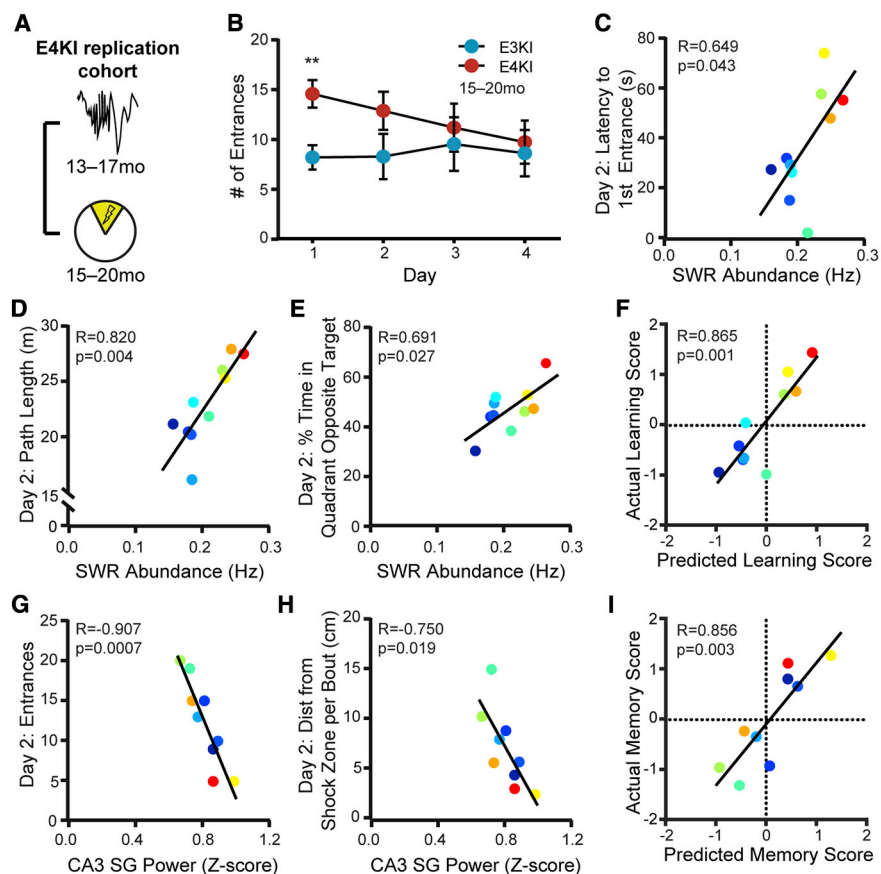 A
E4KI replication
cohort
13–17mo
15–20mo
B
# of Entrances
20
15
10
5
0
1
2
3
4
Day
E3KI
E4KI
15–20mo
**
C
R=0.649
p=0.043
Day 2: Latency to
1st Entrance (s)
80
60
40
20
0
0.0
0.1
0.2
0.3
SWR Abundance (Hz)
D
R=0.820
p=0.004
Day 2: Path Length (m)
30
25
20
15
0
0.0
0.1
0.2
0.3
SWR Abundance (Hz)
E
R=0.691
p=0.027
Day 2: % Time in
Quadrant Opposite Target
80
60
40
20
0
0.0
0.1
0.2
0.3
SWR Abundance (Hz)
F
R=0.865
p=0.001
Actual Learning Score
2
1
0
-1
-2
-2
-1
0
1
2
Predicted Learning Score
G
R=-0.907
p=0.0007
Day 2: Entrances
25
20
15
10
5
0
0.0
0.4
0.8
1.2
CA3 SG Power (Z-score)
H
R=-0.750
p=0.019
Day 2: Dist from
Shock Zone per Bout (cm)
20
15
10
5
0
0.0
0.4
0.8
1.2
CA3 SG Power (Z-score)
I
R=0.856
p=0.003
Actual Memory Score
2
1
0
-1
-2
-2
-1
0
1
2
Predicted Memory Score